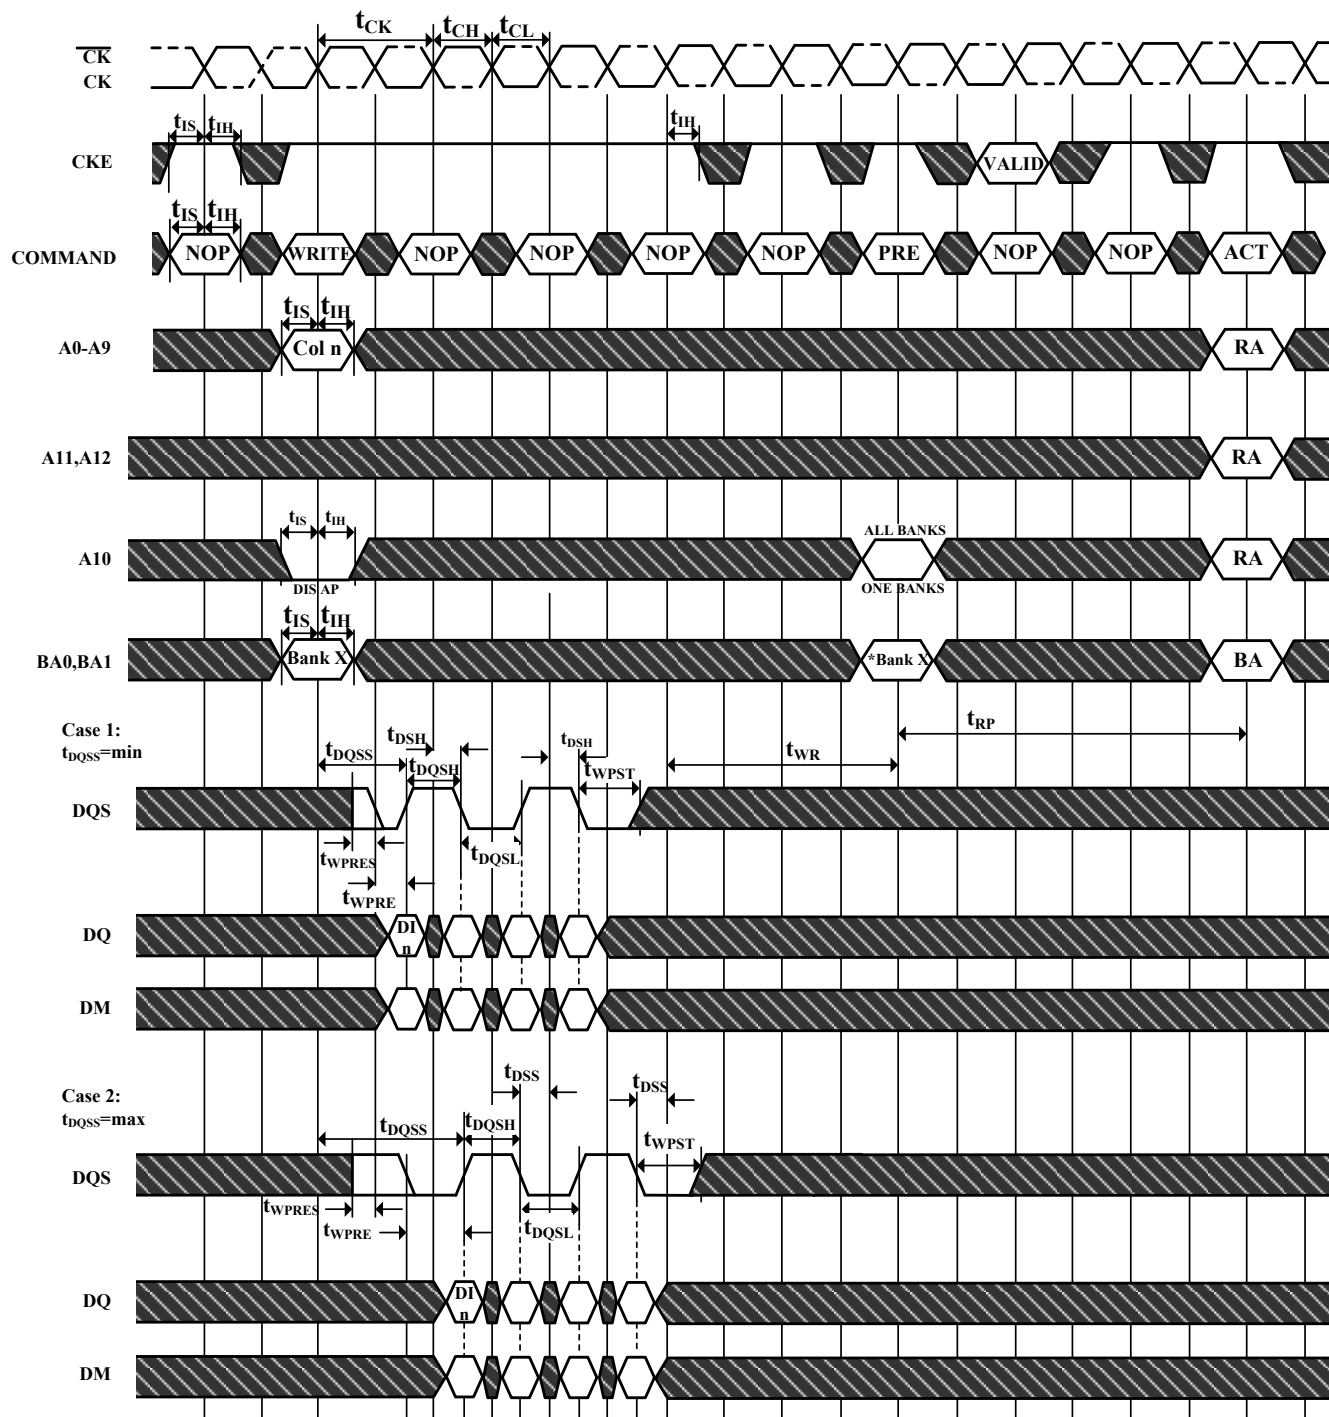 tCK tCH tCL
CK
CK
tIS tIH tIH
CKE VALID
tIS tIH
COMMAND NOP WRITE NOP NOP NOP NOP PRE NOP NOP ACT
tIS tIH
A0-A9 Col n RA
A11,A12 RA
tIS tIH ALL BANKS
A10 RA
DIS AP ONE BANKS
tIS tIH
BA0,BA1 Bank X *Bank X BA
Case 1:
tDQSS=min
tDSH tDSH tRP
tDQSS tWR
tDQSH tWPST
DQS
tWPRES tDQSL
tWPRE
DQ DI
n
DM
tDSS tDSS
Case 2:
tDQSS=max
tDQSS tDQSH tWPST
DQS
tWPRES
tWPRE tDQSL
DQ DI
n
DM